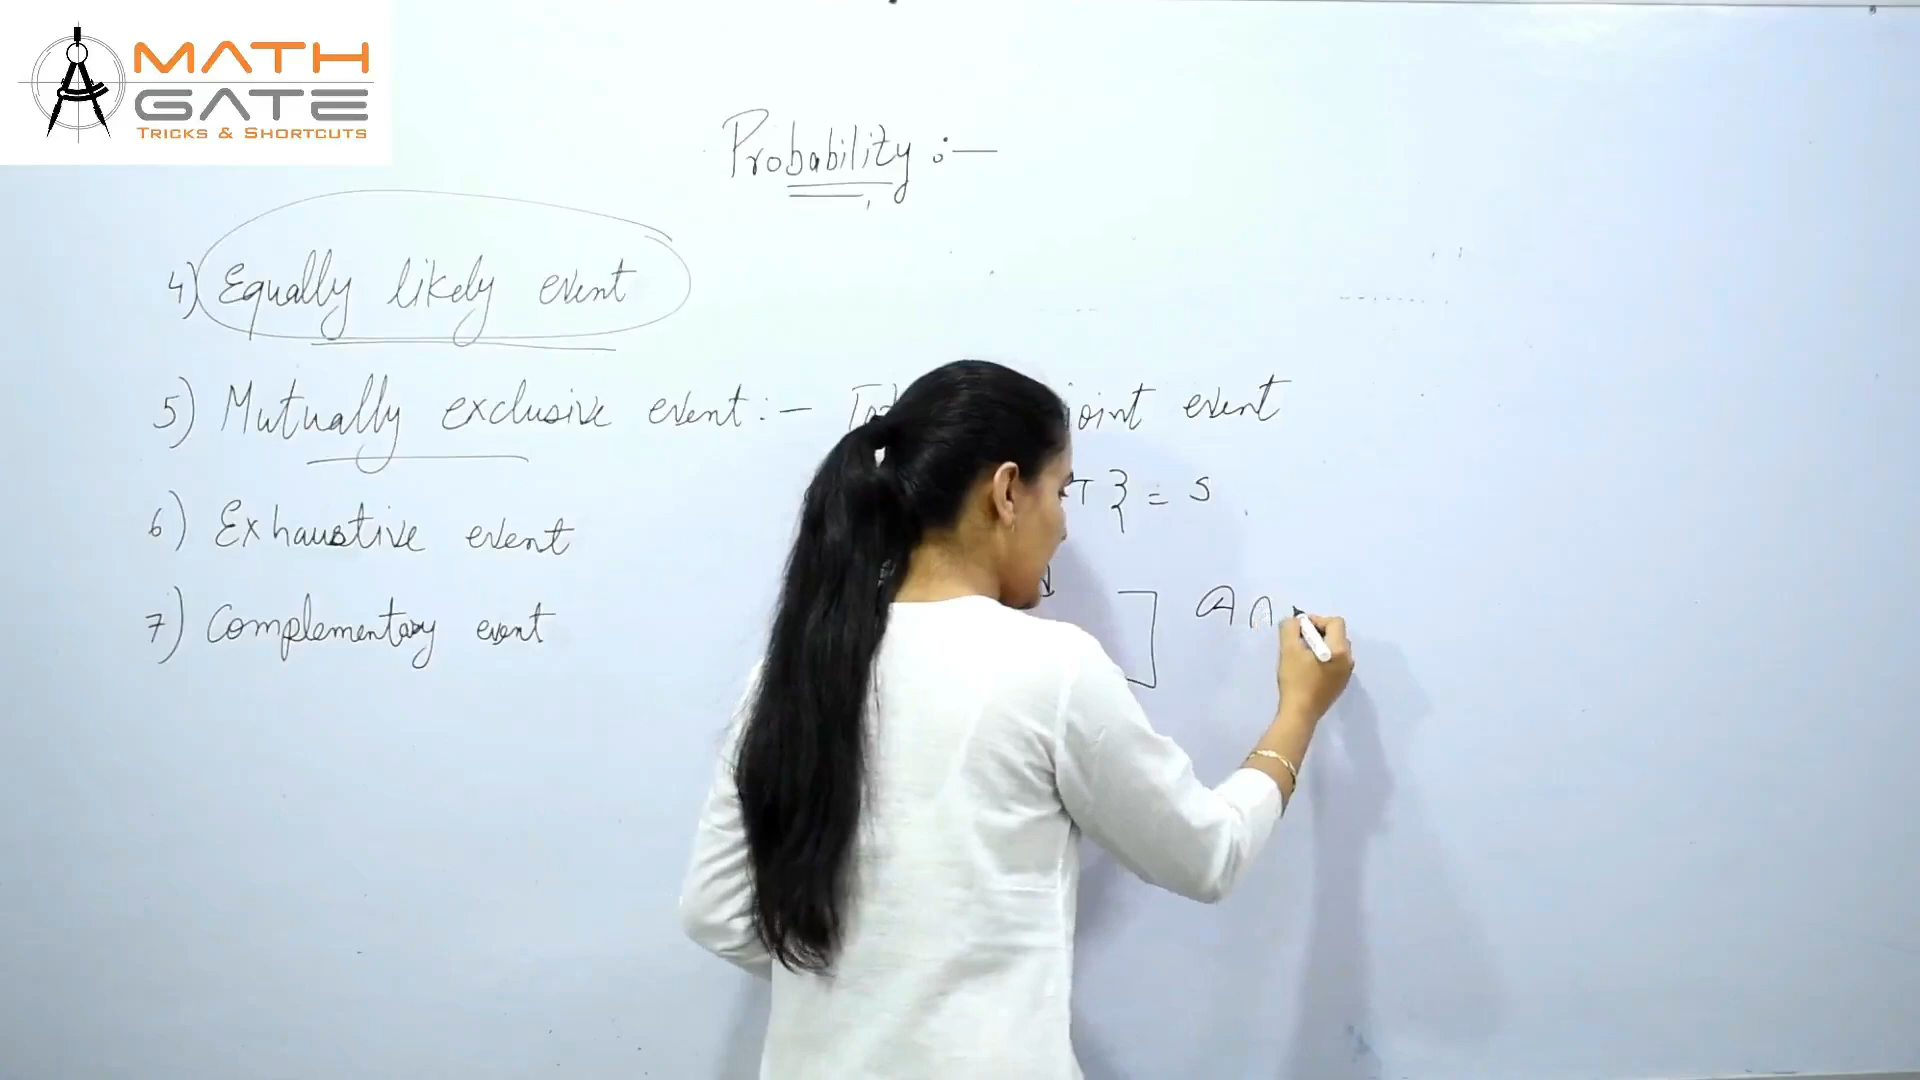 MATH
GATE
TRICKS & SHORTCUTS
Probability :—
4) Equally likely event
5) Mutually exclusive event :— event
T } = S
6) Exhaustive event
A ∩
7) Complementary event